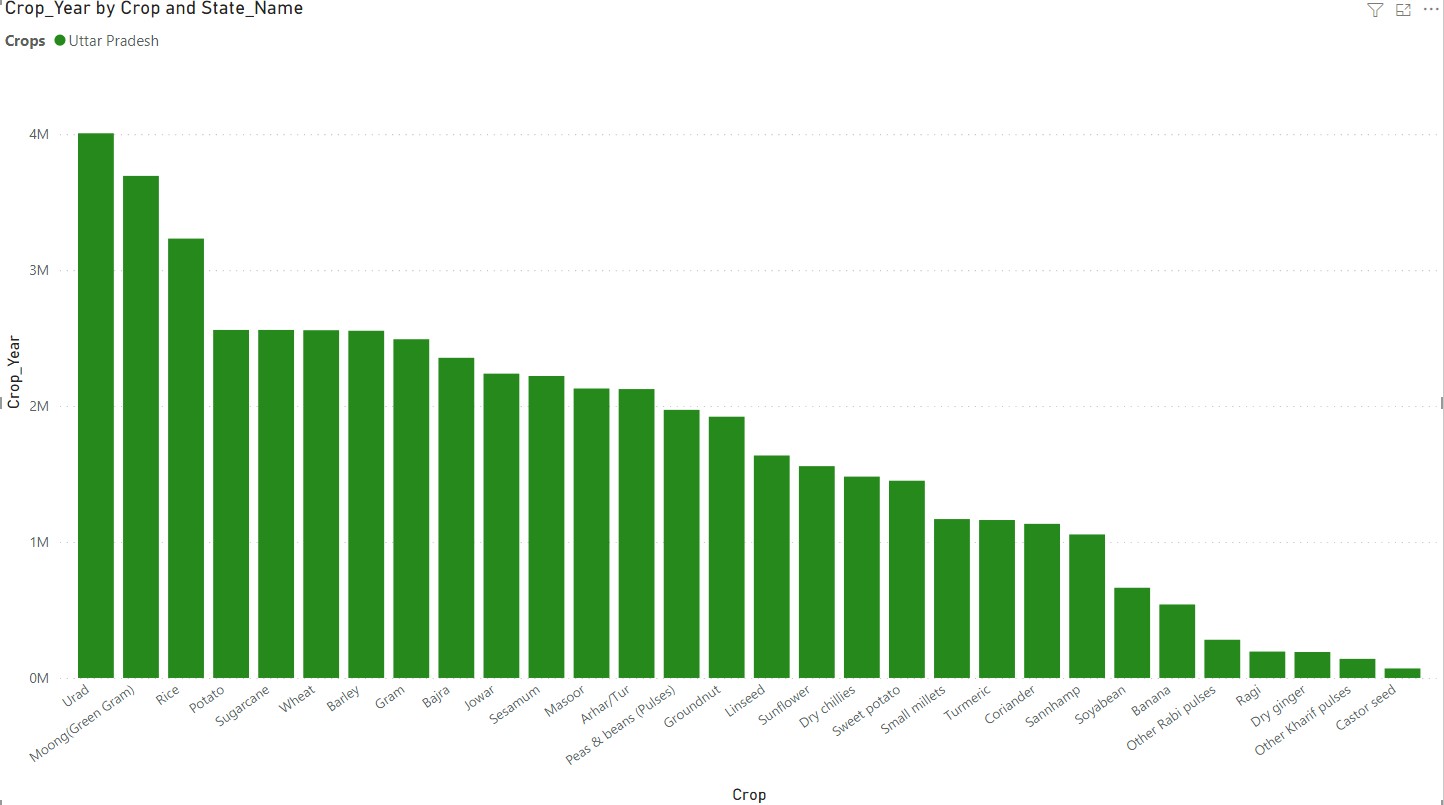 Crop_Year by Crop and State_Name
Crops Uttar Pradesh
4M
3M
2M
1M
0M
Crop_Year
Urad
Moong(Green Gram)
Rice
Potato
Sugarcane
Wheat
Barley
Gram
Bajra
Jowar
Sesamum
Masoor
Arhar/Tur
Peas & beans (Pulses)
Groundnut
Linseed
Sunflower
Dry chillies
Sweet potato
Small millets
Turmeric
Coriander
Sannhamp
Soyabean
Banana
Other Rabi pulses
Ragi
Dry ginger
Other Kharif pulses
Castor seed
Crop